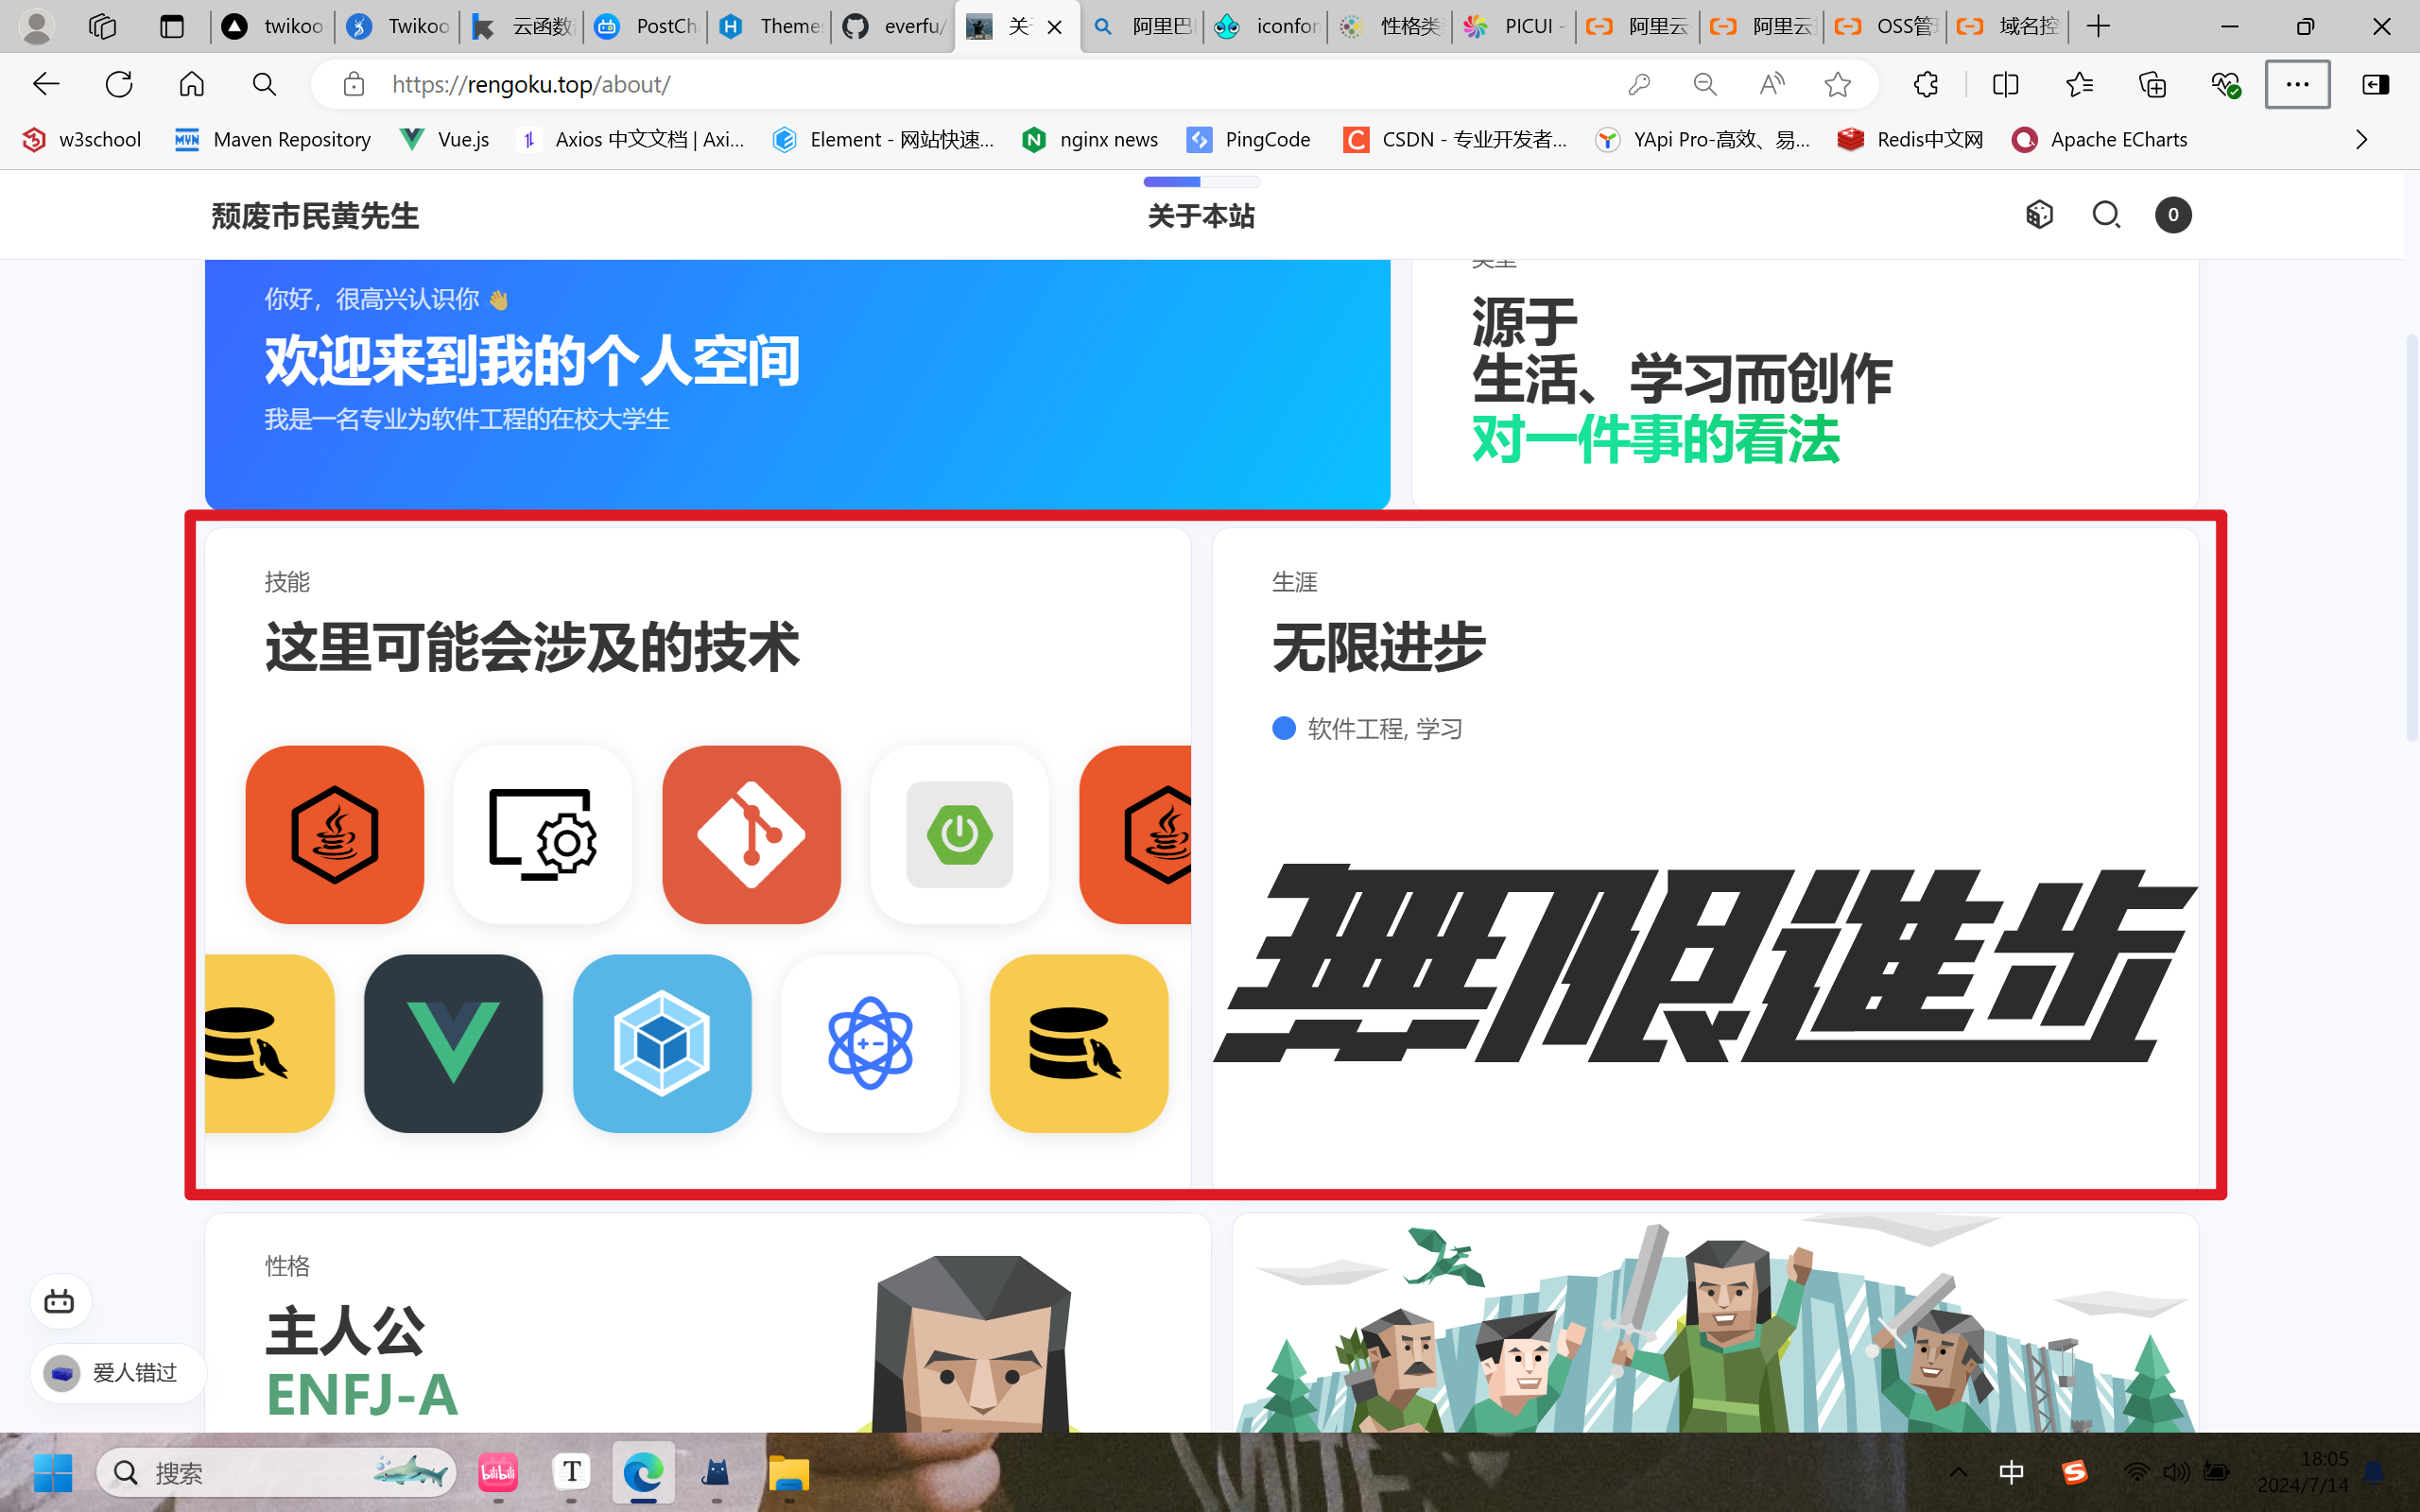 twikoo
Twikoo
云函数
PostCh
Theme
everfu/
关于
阿里巴
iconfor
性格类
PICUI -
阿里云
阿里云
OSS管理
域名控
https://rengoku.top/about/
w3school
Maven Repository
Vue.js
Axios 中文文档 | Axi...
Element - 网站快速...
nginx news
PingCode
CSDN - 专业开发者...
YApi Pro-高效、易...
Redis中文网
Apache ECharts
颓废市民黄先生
关于本站
0
你好，很高兴认识你 👋
欢迎来到我的个人空间
我是一名专业为软件工程的在校大学生
类型
源于
生活、学习而创作
对一件事的看法
技能
这里可能会涉及的技术
生涯
无限进步
软件工程, 学习
無限進步
性格
主人公
ENFJ-A
爱人错过
搜索
bilibili
T
中
18:05
2024/7/14